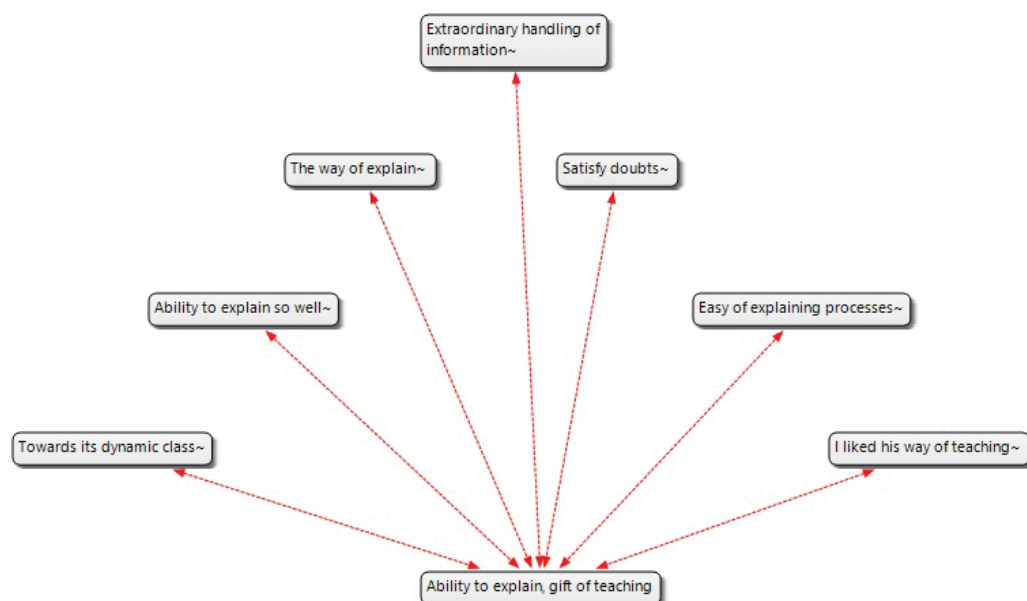 Extraordinary handling of
information~
The way of explain~
Satisfy doubts~
Ability to explain so well~
Easy of explaining processes~
Towards its dynamic class~
I liked his way of teaching~
Ability to explain, gift of teaching